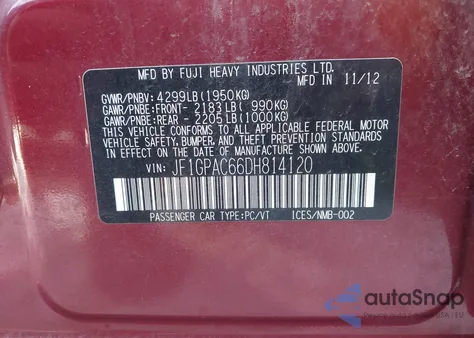 MFD BY FUJI HEAVY INDUSTRIES LTD.
IN 11/12
GVWR/PNBV: 4299LB(1950KG)
GAWR/PNBE:FRONT- 2183LB( 990KG)
GAWR/PNBE:REAR - 2205LB(1000KG)
THIS VEHICLE CONFORMS TO ALL APPLICABLE FEDERAL MOTOR
VEHICLE SAFETY, BUMPER, AND THEFT PREVENTION STANDARDS
IN EFFECT ON THE DATE OF MANUFACTURE SHOWN ABOVE.
VIN: JF1GPAC66DH814120
PASSENGER CAR TYPE:PC/VT ICES/NMB-002
autoSnap